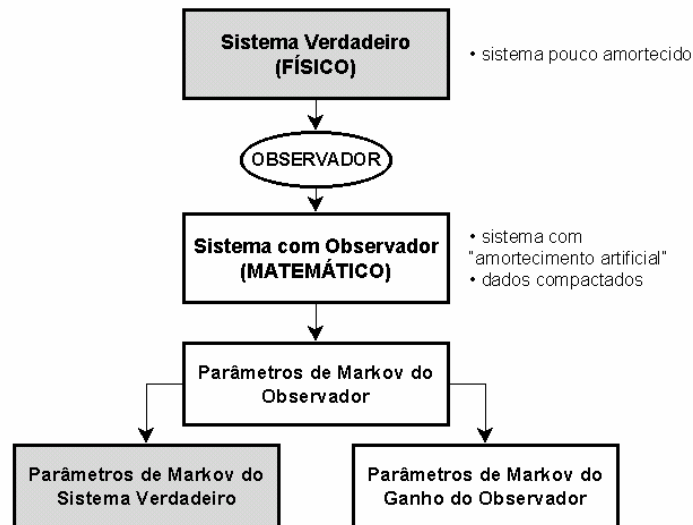 Sistema Verdadeiro
(FÍSICO)
• sistema pouco amortecido
OBSERVADOR
Sistema com Observador
(MATEMÁTICO)
• sistema com
"amortecimento artificial"
• dados compactados
Parâmetros de Markov do
Observador
Parâmetros de Markov do
Sistema Verdadeiro
Parâmetros de Markov do
Ganho do Observador